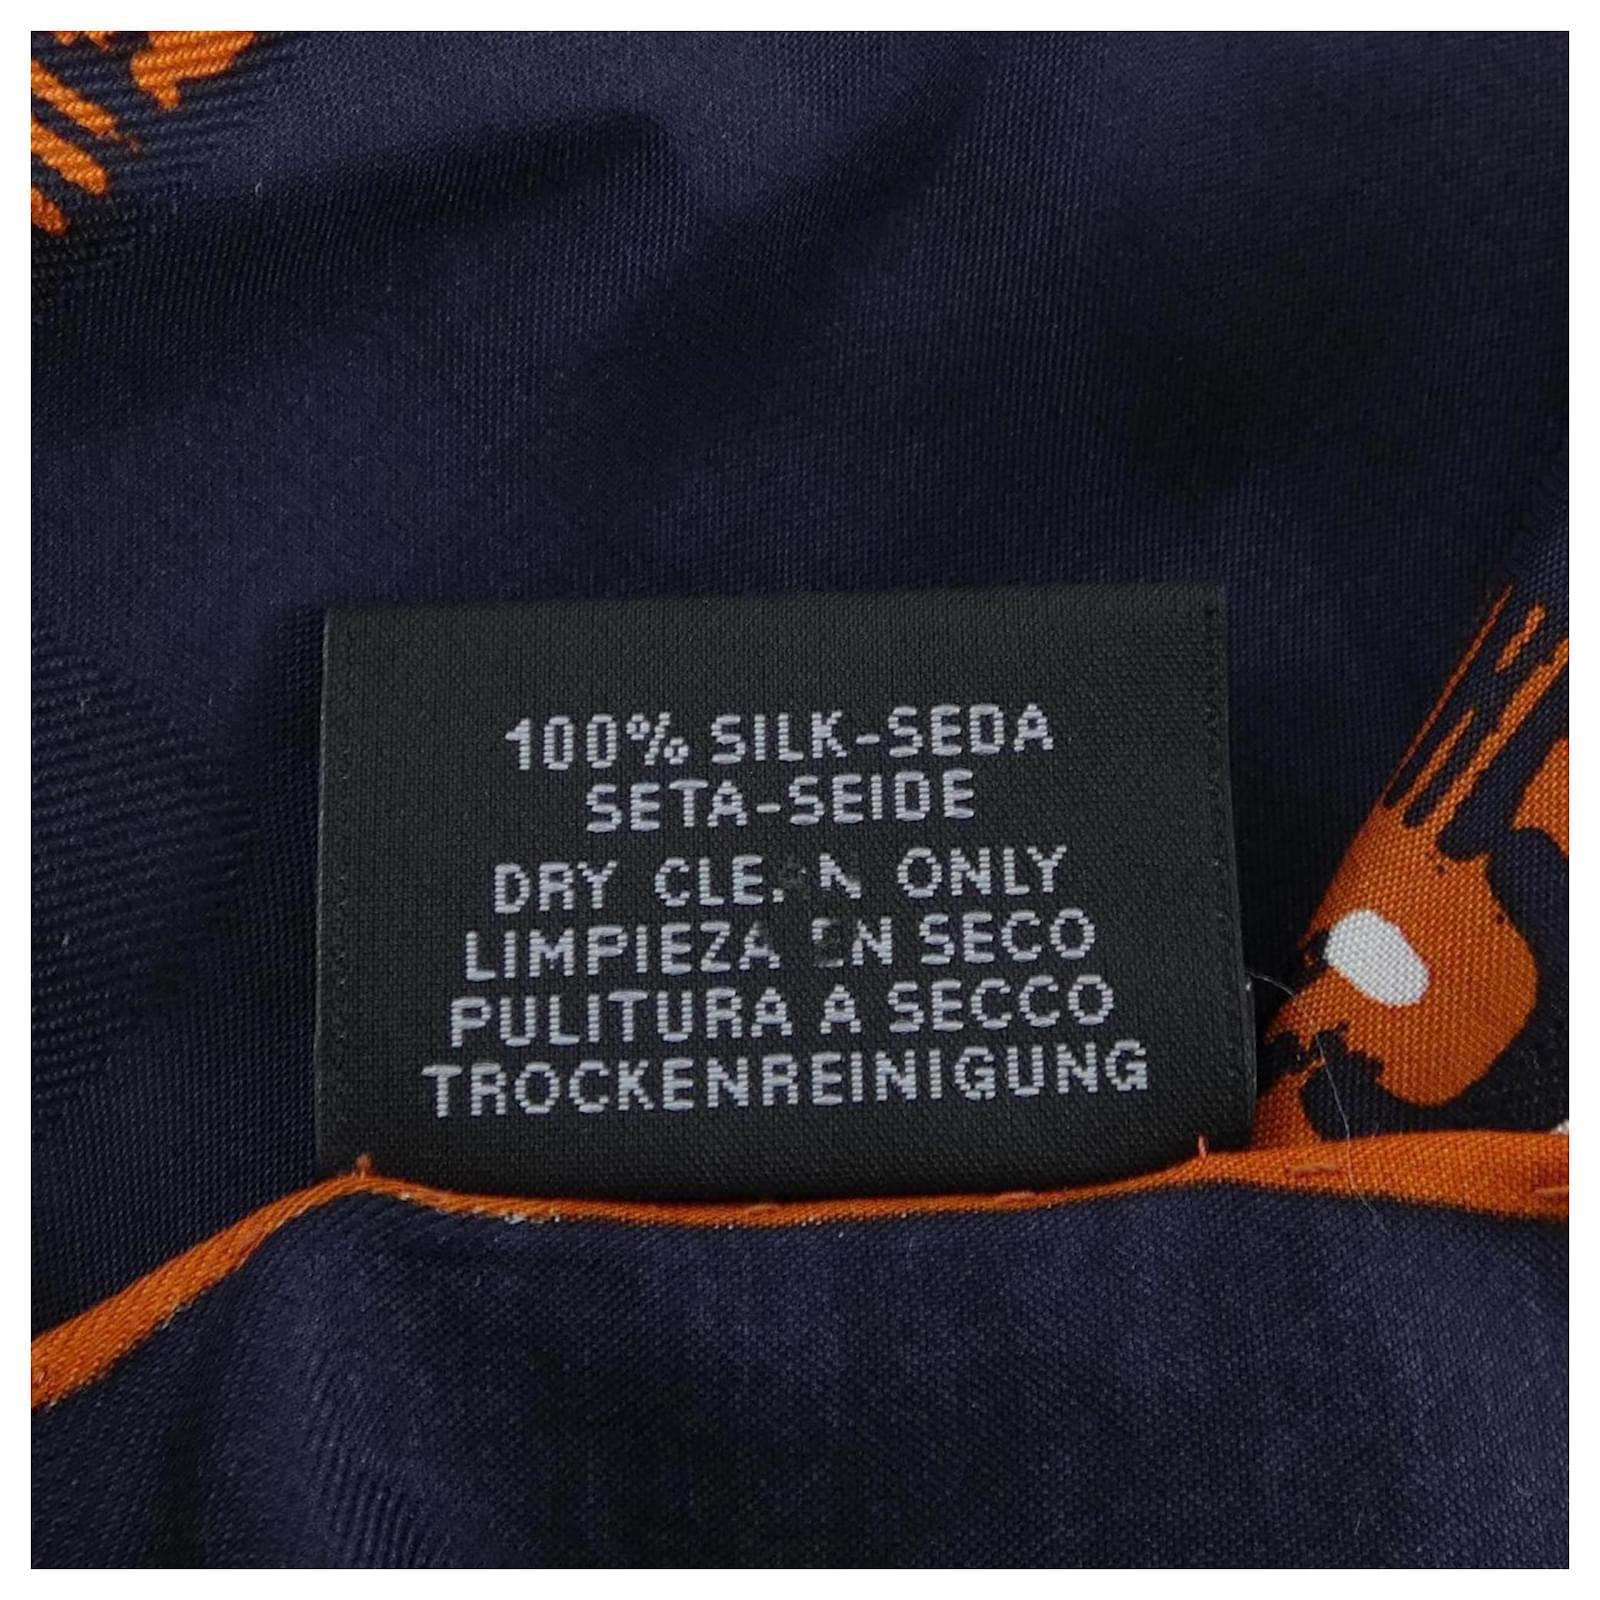 100% SILK-SEDA
SETA-SEIDE
DRY CLEAN ONLY
LIMPIEZA EN SECO
PULITURA A SECCO
TROCKENREINIGUNG